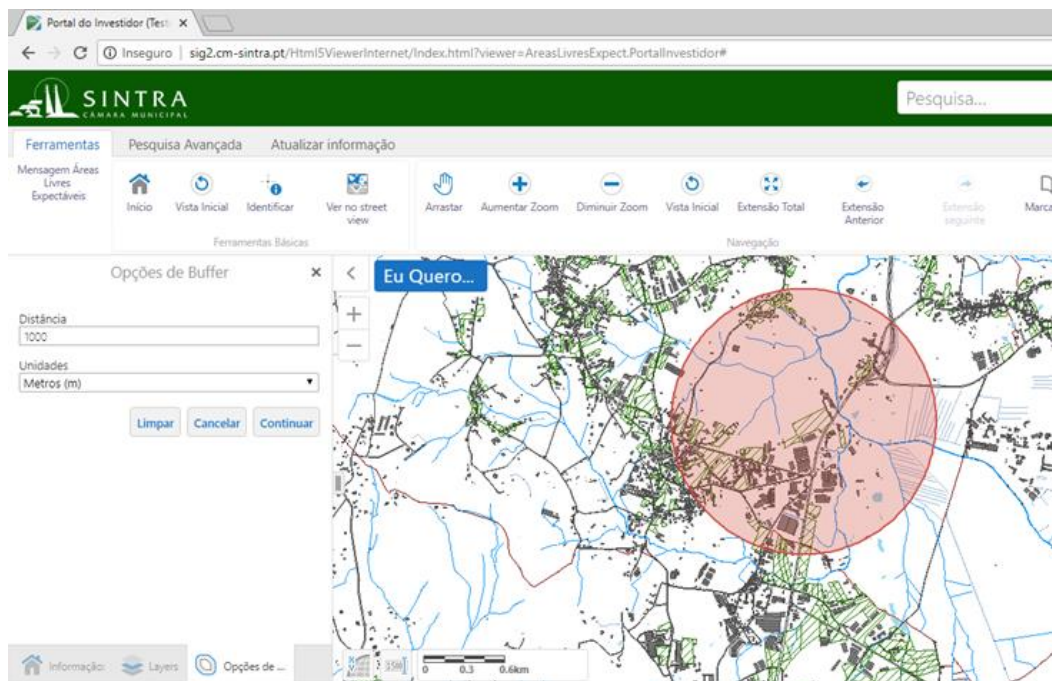 Portal do Investidor (Tes
Inseguro | sig2.cm-sintra.pt/Html5ViewerInternet/Index.html?viewer=AreasLivresExpect.PortalInvestidor#
SINTRA
CÂMARA MUNICIPAL
Pesquisa...
Ferramentas
Pesquisa Avançada
Atualizar informação
Mensagem Áreas
Livres
Expectáveis
Início
Vista Inicial
Identificar
Ver no street
view
Arrastar
Aumentar Zoom
Diminuir Zoom
Vista Inicial
Extensão Total
Extensão
Anterior
Extensão
seguinte
Marca
Ferramentas Básicas
Navegação
Opções de Buffer
Eu Quero...
Distância
1000
Unidades
Metros (m)
Limpar
Cancelar
Continuar
Informação:
Layers
Opções de ...
0 0.3 0.6km